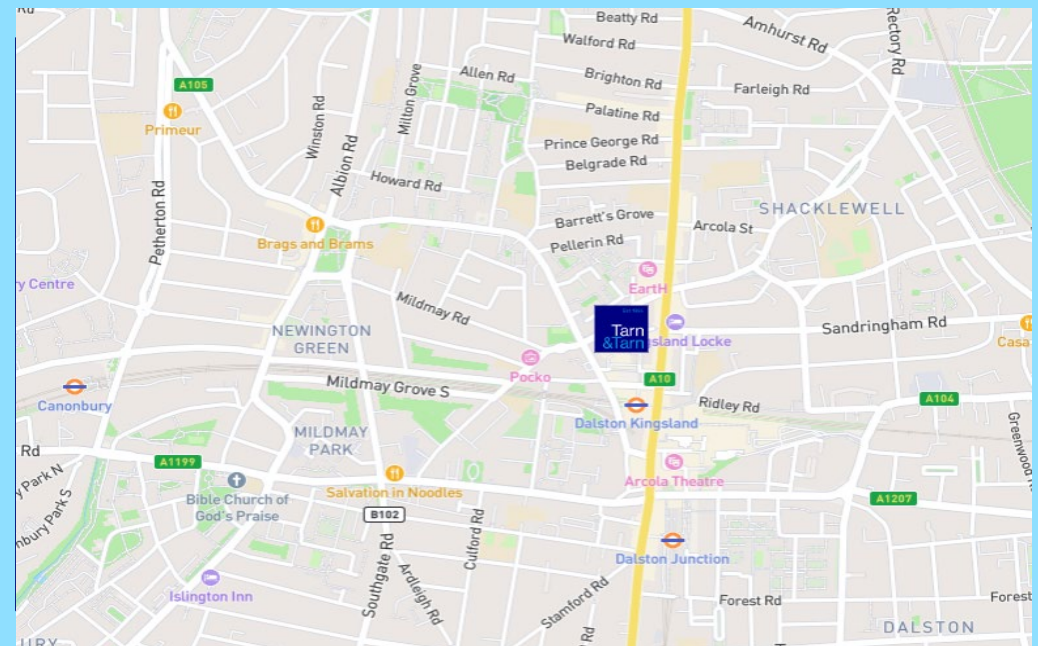 Ru
Beatty Rd
Amhurst Rd
Rectory Rd
Walford Rd
Allen Rd
Brighton Rd
A105
Farleigh Rd
Milton Grove
Primeur
Palatine Rd
Winston Rd
Albion Rd
Prince George Rd
Belgrade Rd
Howard Rd
Petherton Rd
SHACKLEWELL
Barrett's Grove
Arcola St
Brags and Brams
Pellerin Rd
ry Centre
EartH
Mildmay Rd
Tarn
&Tarn
gsland Locke
Sandringham Rd
Casa
NEWINGTON
GREEN
Pocko
A10
Mildmay Grove S
Canonbury
A104
Ridley Rd
Dalston Kingsland
Greenwood
MILDMAY
PARK
Rd
A1199
y Park N
Arcola Theatre
Salvation in Noodles
Bible Church of
God's Praise
A1207
nbury Park S
B102
Culford Rd
Dalston Junction
Southgate Rd
Ardleigh Rd
Islington Inn
Stamford Rd
Forest Rd
Forest
DALSTON
Rd
URY